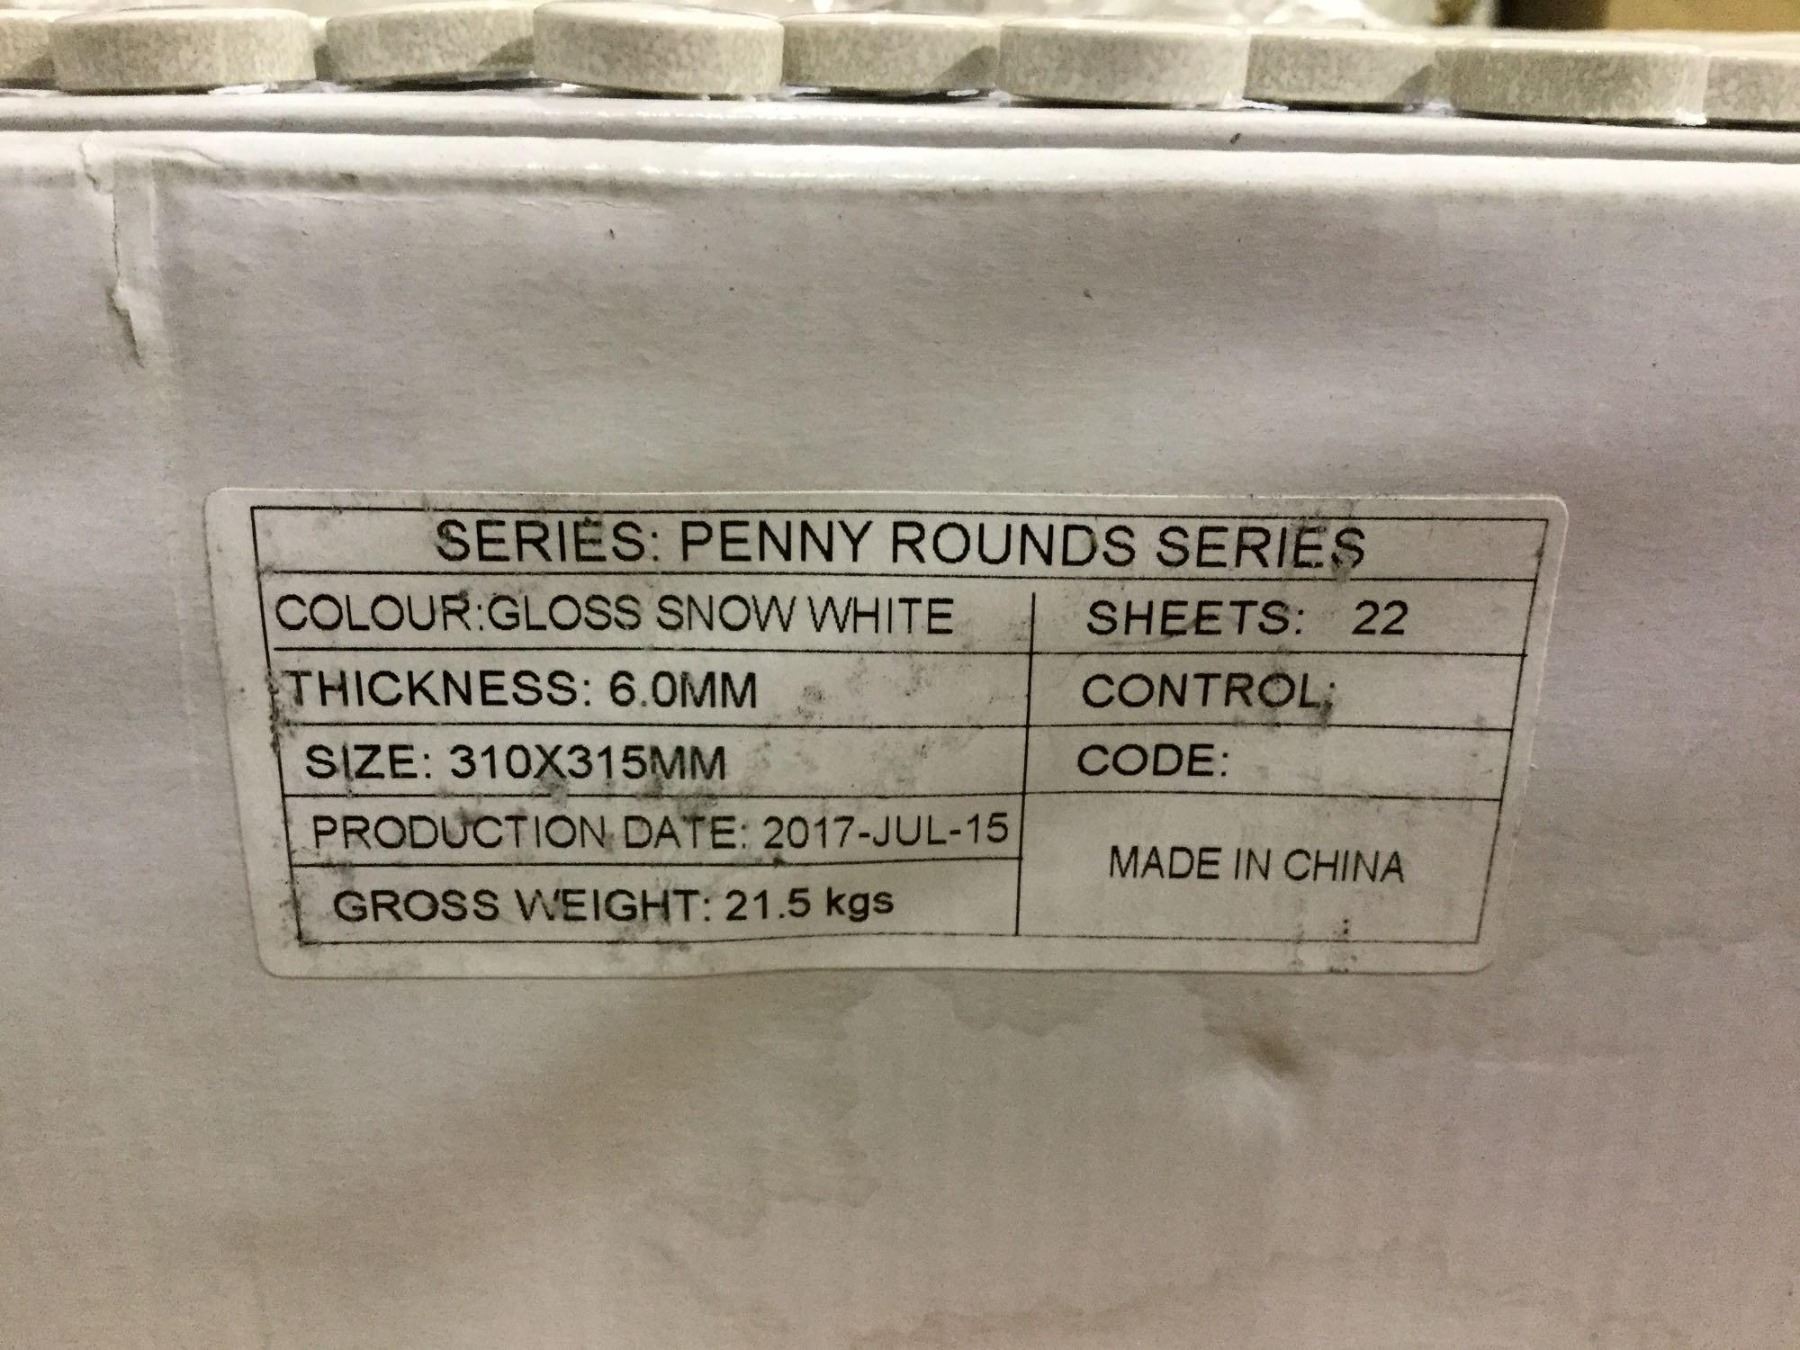 SERIES: PENNY ROUNDS SERIES
COLOUR:GLOSS SNOW WHITE
SHEETS: 22
THICKNESS: 6.0MM
CONTROL:
SIZE: 310X315MM
CODE:
PRODUCTION DATE: 2017-JUL-15
MADE IN CHINA
GROSS WEIGHT: 21.5 kgs